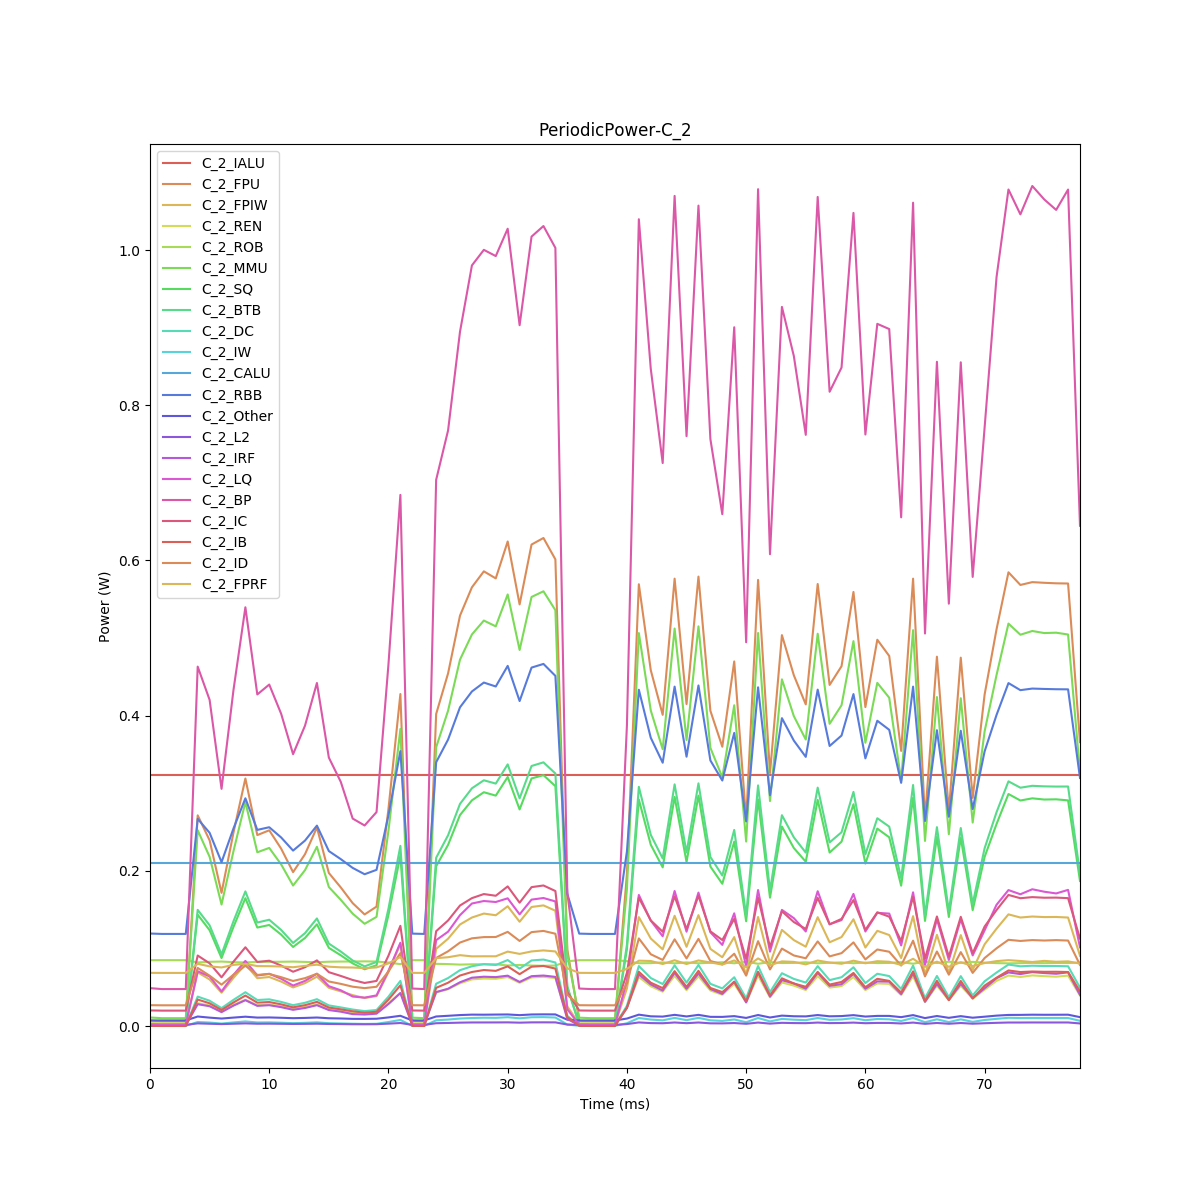 PeriodicPower-C_2
C_2_IALU
C_2_FPU
C_2_FPIW
C_2_REN
C_2_ROB
C_2_MMU
C_2_SQ
C_2_BTB
C_2_DC
C_2_IW
C_2_CALU
C_2_RBB
C_2_Other
C_2_L2
C_2_IRF
C_2_LQ
C_2_BP
C_2_IC
C_2_IB
C_2_ID
C_2_FPRF
Power (W)
1.0
0.8
0.6
0.4
0.2
0.0
0 10 20 30 40 50 60 70
Time (ms)